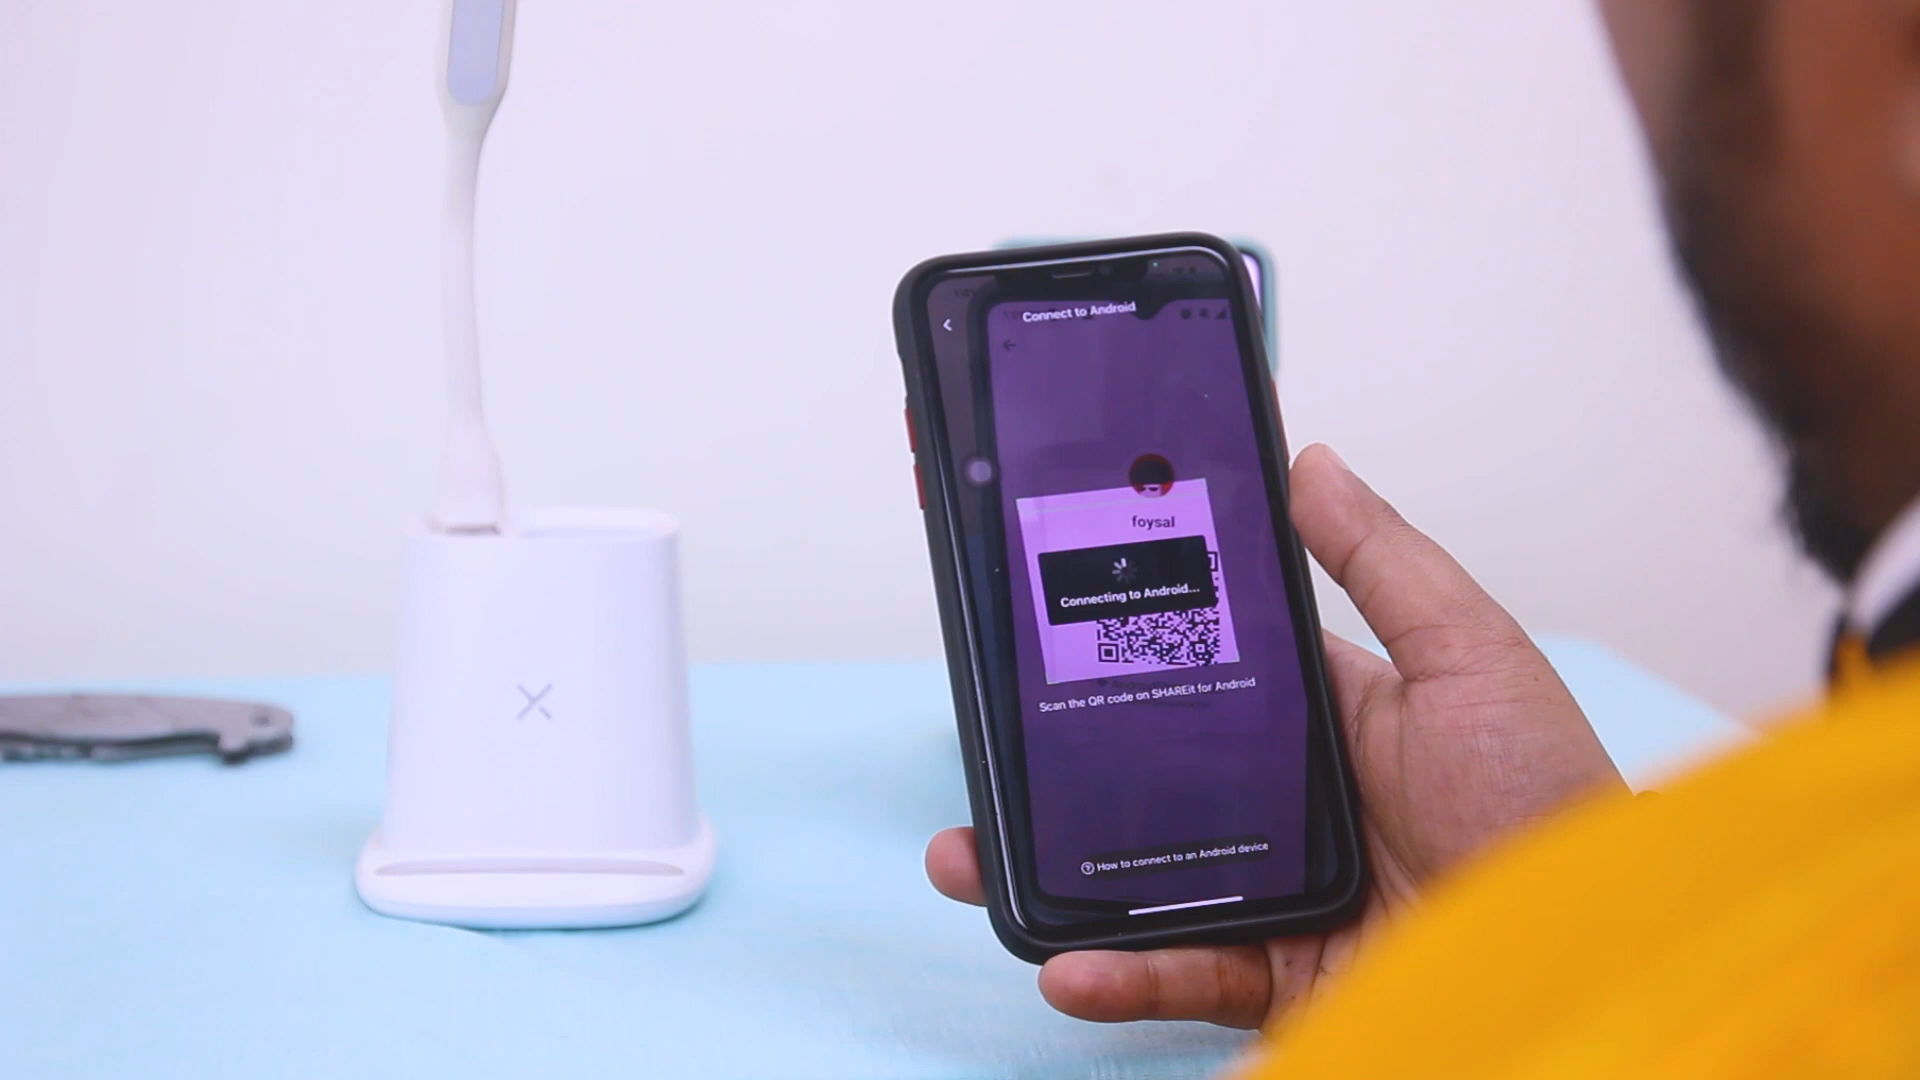 Connect to Android
foysal
Connecting to Android...
Scan the QR code on SHAREit for Android
How to connect to an Android device